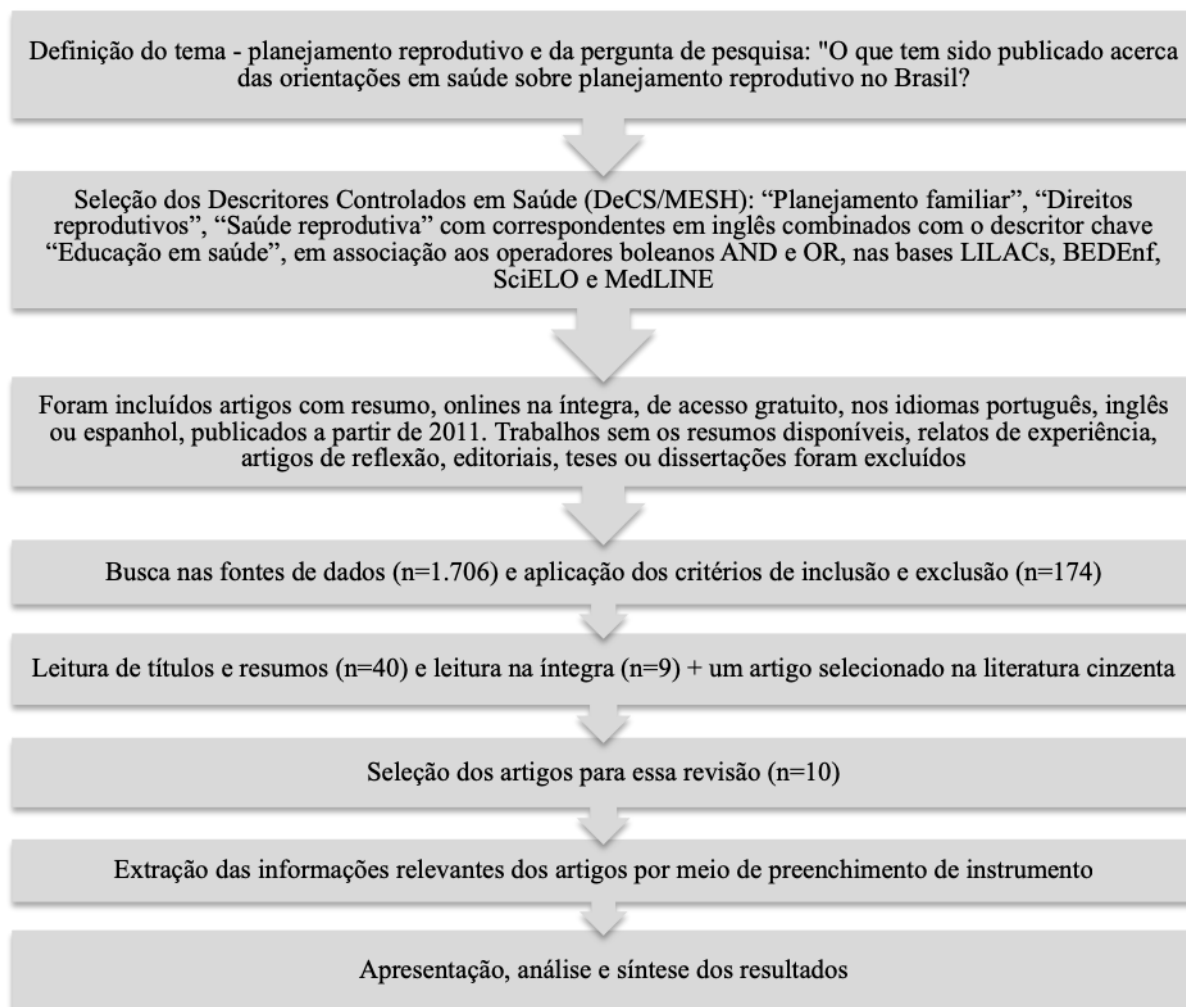 Definição do tema - planejamento reprodutivo e da pergunta de pesquisa: "O que tem sido publicado acerca
das orientações em saúde sobre planejamento reprodutivo no Brasil?
Seleção dos Descritores Controlados em Saúde (DeCS/MESH): “Planejamento familiar”, “Direitos
reprodutivos”, “Saúde reprodutiva” com correspondentes em inglês combinados com o descritor chave
“Educação em saúde”, em associação aos operadores boleanos AND e OR, nas bases LILACs, BEDEnf,
SciELO e MedLINE
Foram incluídos artigos com resumo, onlines na íntegra, de acesso gratuito, nos idiomas português, inglês
ou espanhol, publicados a partir de 2011. Trabalhos sem os resumos disponíveis, relatos de experiência,
artigos de reflexão, editoriais, teses ou dissertações foram excluídos
Busca nas fontes de dados (n=1.706) e aplicação dos critérios de inclusão e exclusão (n=174)
Leitura de títulos e resumos (n=40) e leitura na íntegra (n=9) + um artigo selecionado na literatura cinzenta
Seleção dos artigos para essa revisão (n=10)
Extração das informações relevantes dos artigos por meio de preenchimento de instrumento
Apresentação, análise e síntese dos resultados